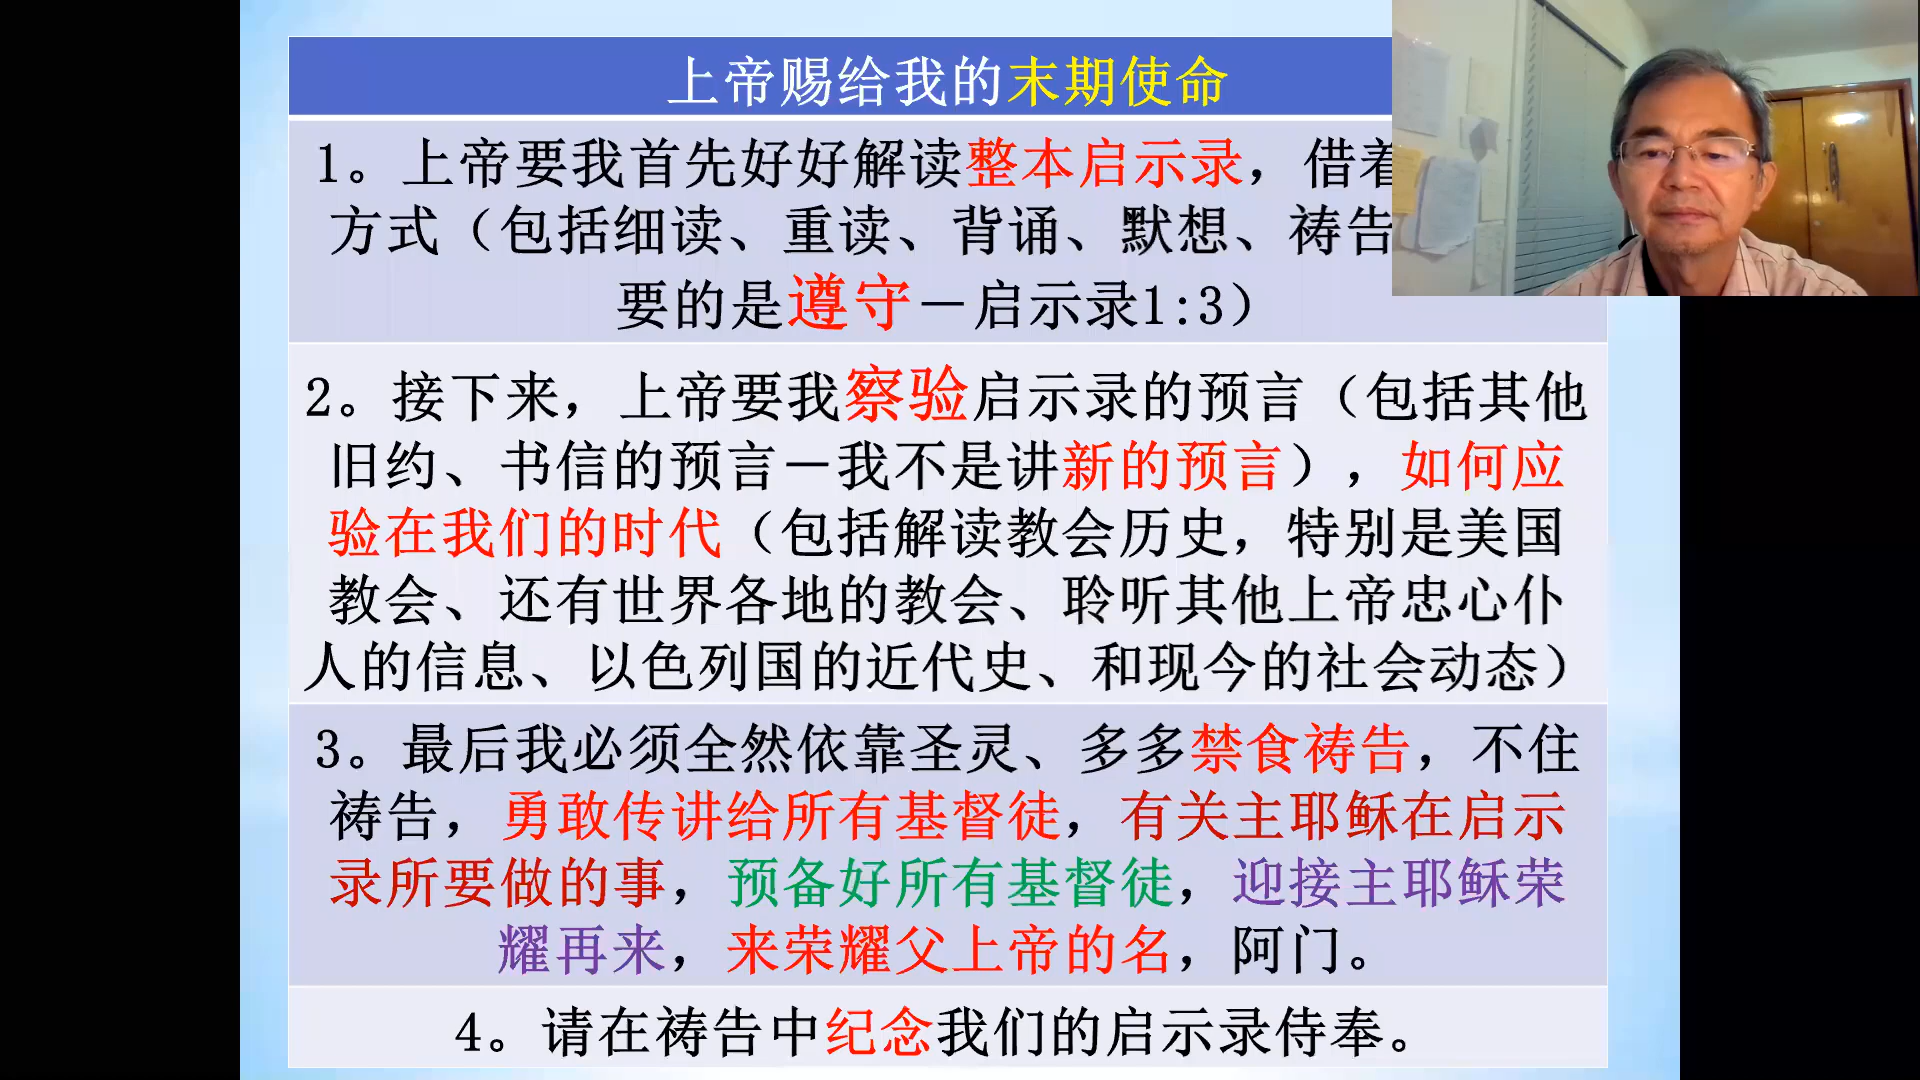 上帝赐给我的末期使命
1。上帝要我首先好好解读整本启示录，借着
方式（包括细读、重读、背诵、默想、祷告
要的是遵守－启示录1:3）
2。接下来，上帝要我察验启示录的预言（包括其他
旧约、书信的预言－我不是讲新的预言），如何应
验在我们的时代（包括解读教会历史，特别是美国
教会、还有世界各地的教会、聆听其他上帝忠心仆
人的信息、以色列国的近代史、和现今的社会动态）
3。最后我必须全然依靠圣灵、多多禁食祷告，不住
祷告，勇敢传讲给所有基督徒，有关主耶稣在启示
录所要做的事，预备好所有基督徒，迎接主耶稣荣
耀再来，来荣耀父上帝的名，阿门。
4。请在祷告中纪念我们的启示录侍奉。